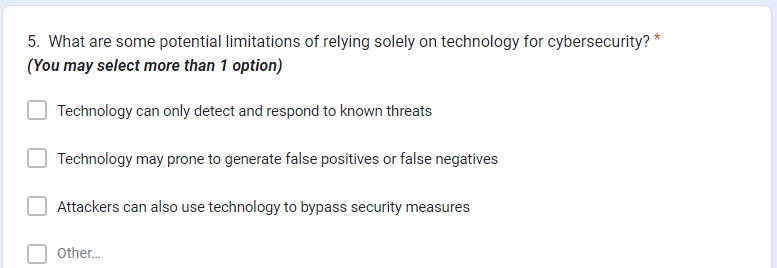 5. What are some potential limitations of relying solely on technology for cybersecurity? *
(You may select more than 1 option)
Technology can only detect and respond to known threats
Technology may prone to generate false positives or false negatives
Attackers can also use technology to bypass security measures
Other...